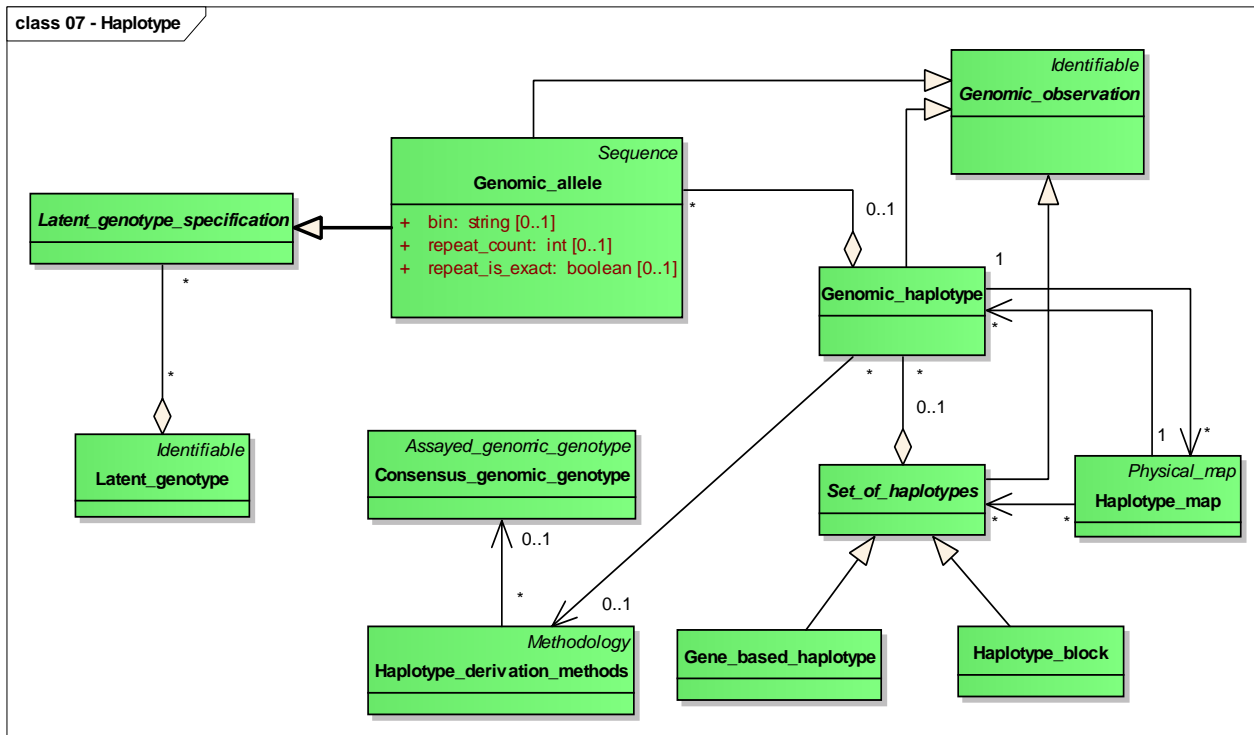 class 07 - Haplotype
Identifiable
Genomic_observation
Sequence
Genomic_allele
+ bin: string [0..1]
+ repeat_count: int [0..1]
+ repeat_is_exact: boolean [0..1]
*
0..1
Latent_genotype_specification
*
*
Identifiable
Latent_genotype
Genomic_haplotype
1
*
*
*
0..1
1
*
Assayed_genomic_genotype
Consensus_genomic_genotype
0..1
*
0..1
Set_of_haplotypes
*
*
Physical_map
Haplotype_map
Methodology
Haplotype_derivation_methods
Gene_based_haplotype
Haplotype_block